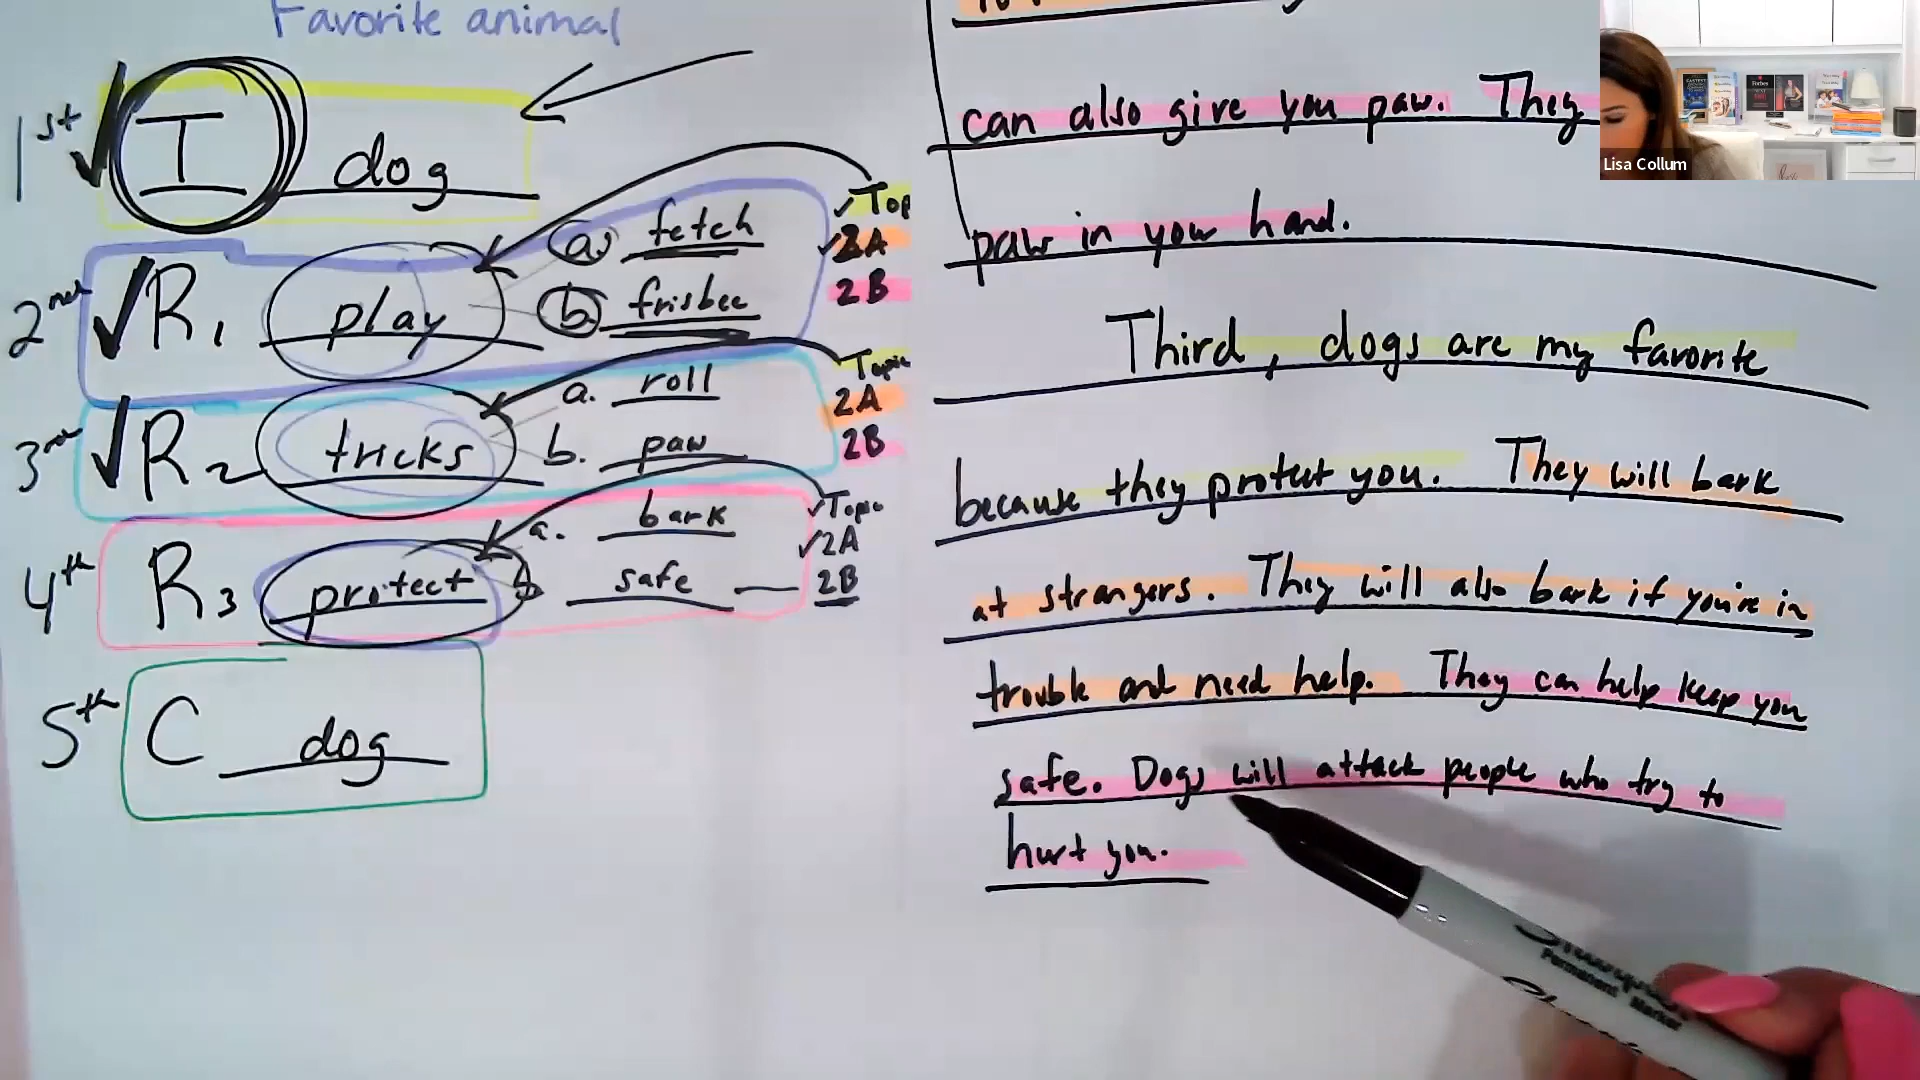 Favorite animal
1st I dog
2nd R1 play a. fetch
b. frisbee
Top
2A
2B
3rd R2 tricks a. roll
b. paw
Topic
2A
2B
4th R3 protect a. bark
b safe
Topic
2A
2B
5th C dog
can also give you paw. They
paw in your hand.
Third, dogs are my favorite
because they protect you. They will bark
at strangers. They will also bark if you're in
trouble and need help. They can help keep you
safe. Dogs will attack people who try to
hurt you.
Lisa Collum
Forbes
Permanent Marker